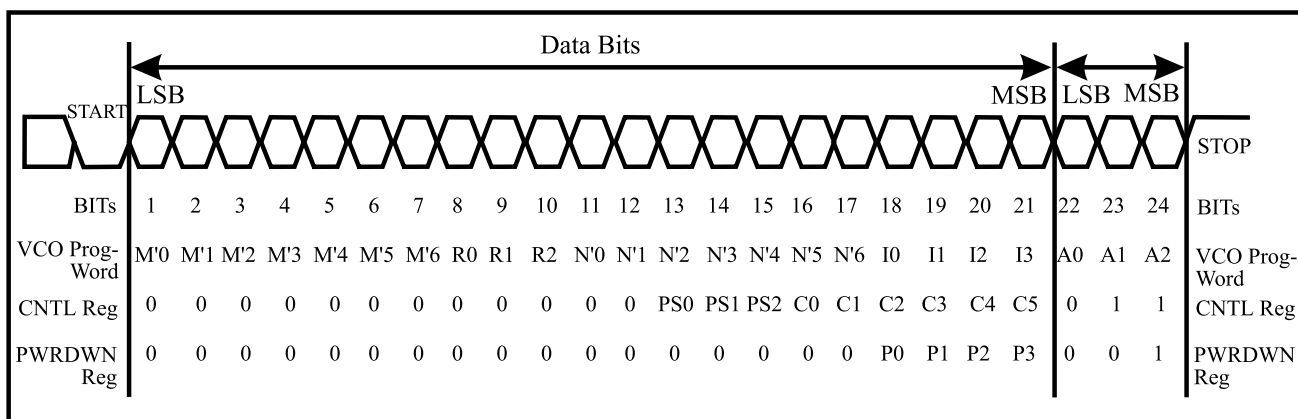 Data Bits
START LSB MSB LSB MSB
STOP
BITs 1 2 3 4 5 6 7 8 9 10 11 12 13 14 15 16 17 18 19 20 21 22 23 24 BITs
VCO Prog-Word M'0 M'1 M'2 M'3 M'4 M'5 M'6 R0 R1 R2 N'0 N'1 N'2 N'3 N'4 N'5 N'6 I0 I1 I2 I3 A0 A1 A2 VCO Prog-Word
CNTL Reg 0 0 0 0 0 0 0 0 0 0 0 0 PS0 PS1 PS2 C0 C1 C2 C3 C4 C5 0 1 1 CNTL Reg
PWRDWN Reg 0 0 0 0 0 0 0 0 0 0 0 0 0 0 0 0 0 P0 P1 P2 P3 0 0 1 PWRDWN Reg